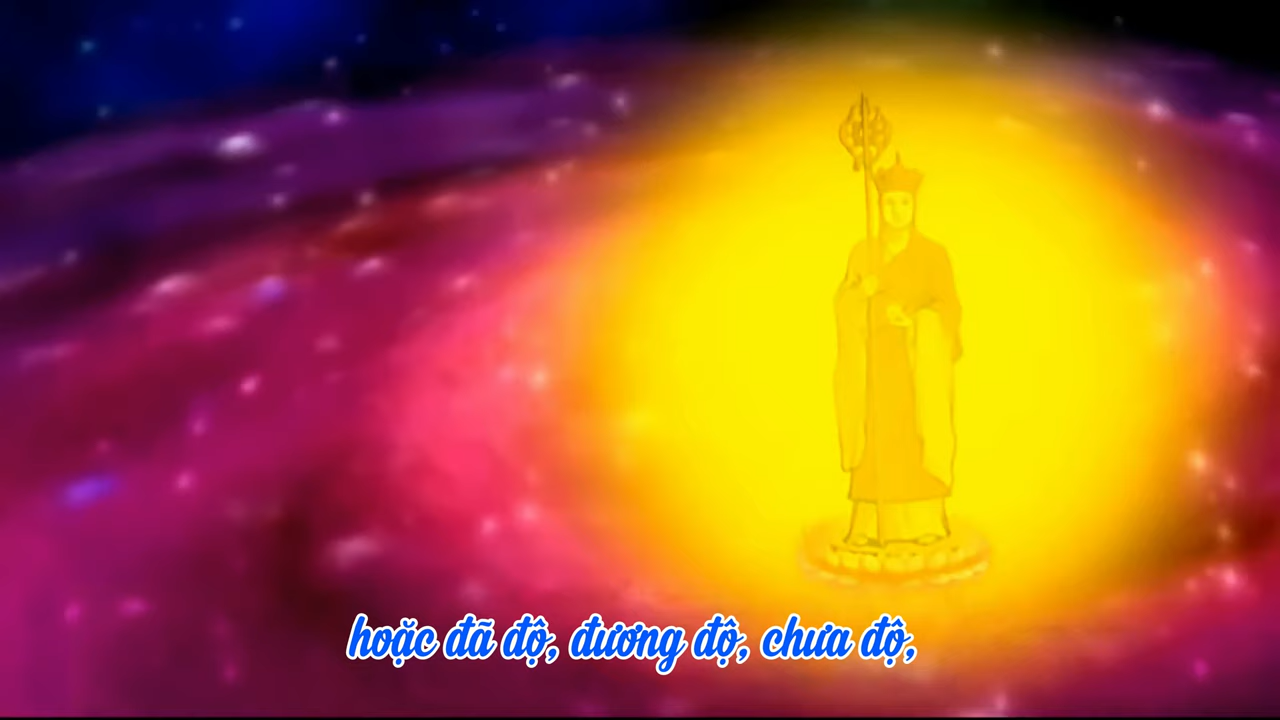 hoặc đã độ, đương độ, chưa độ,